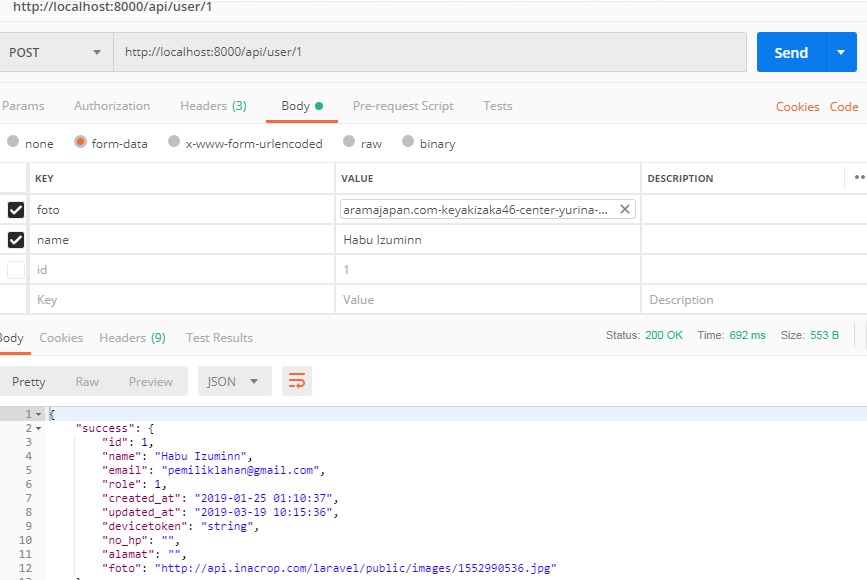 http://localhost:8000/api/user/1
POST http://localhost:8000/api/user/1 Send
Params Authorization Headers (3) Body Pre-request Script Tests Cookies Code
none form-data x-www-form-urlencoded raw binary
KEY VALUE DESCRIPTION
foto aramajapan.com-keyakizaka46-center-yurina-...
name Habu Izuminn
id 1
Key Value Description
Body Cookies Headers (9) Test Results Status: 200 OK Time: 692 ms Size: 553 B
Pretty Raw Preview JSON
1 {
2 "success": {
3 "id": 1,
4 "name": "Habu Izuminn",
5 "email": "pemiliklahan@gmail.com",
6 "role": 1,
7 "created_at": "2019-01-25 01:10:37",
8 "updated_at": "2019-03-19 10:15:36",
9 "devicetoken": "string",
10 "no_hp": "",
11 "alamat": "",
12 "foto": "http://api.inacrop.com/laravel/public/images/1552990536.jpg"